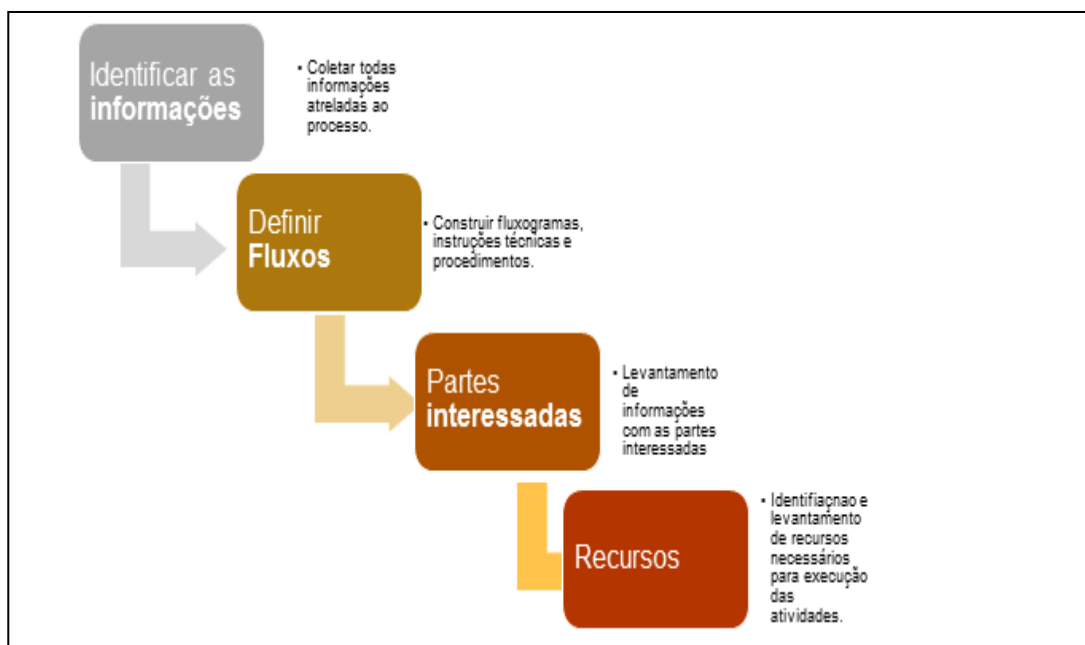 Identificar as
informações
• Coletar todas
informações
atreladas ao
processo.
Definir
Fluxos
• Construir fluxogramas,
instruções técnicas e
procedimentos.
Partes
interessadas
• Levantamento
de
informações
com as partes
interessadas
Recursos
• Identifiaçnao e
levantamento
de recursos
necessários
para execução
das
atividades.